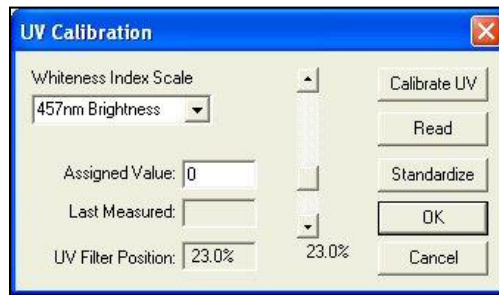 UV Calibration
Whiteness Index Scale
457nm Brightness
Assigned Value: 0
Last Measured:
UV Filter Position: 23.0%
23.0%
Calibrate UV
Read
Standardize
OK
Cancel